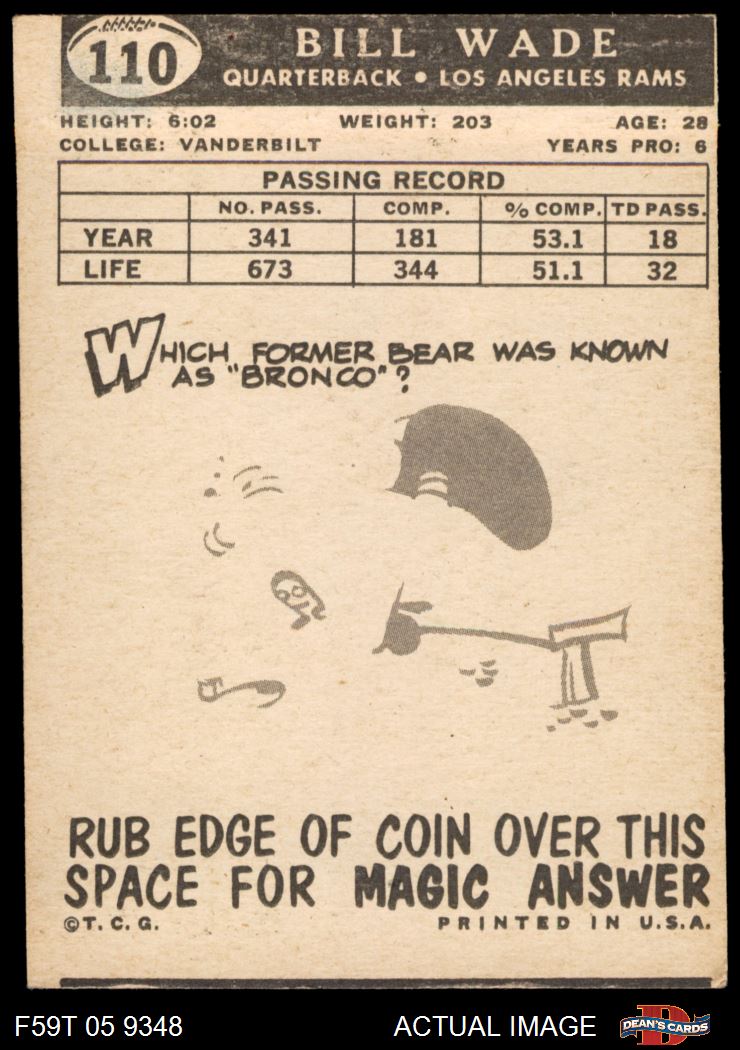 110
BILL WADE
QUARTERBACK • LOS ANGELES RAMS
HEIGHT: 6:02 WEIGHT: 203 AGE: 28
COLLEGE: VANDERBILT YEARS PRO: 6
PASSING RECORD
NO. PASS. COMP. % COMP. TD PASS.
YEAR 341 181 53.1 18
LIFE 673 344 51.1 32
WHICH FORMER BEAR WAS KNOWN
AS "BRONCO"?
RUB EDGE OF COIN OVER THIS
SPACE FOR MAGIC ANSWER
©T. C. G. PRINTED IN U.S.A.
F59T 05 9348 ACTUAL IMAGE D DEAN'S CARDS